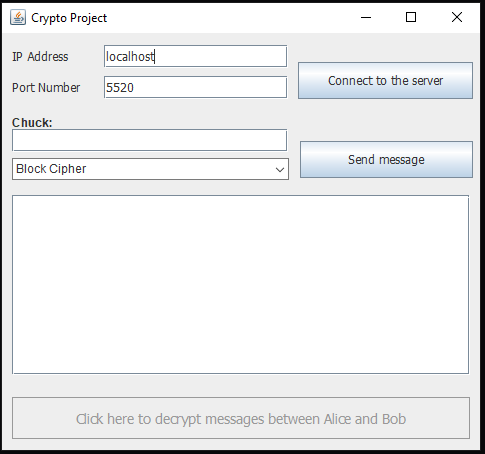 Crypto Project
IP Address localhost
Connect to the server
Port Number 5520
Chuck:
Send message
Block Cipher
Click here to decrypt messages between Alice and Bob